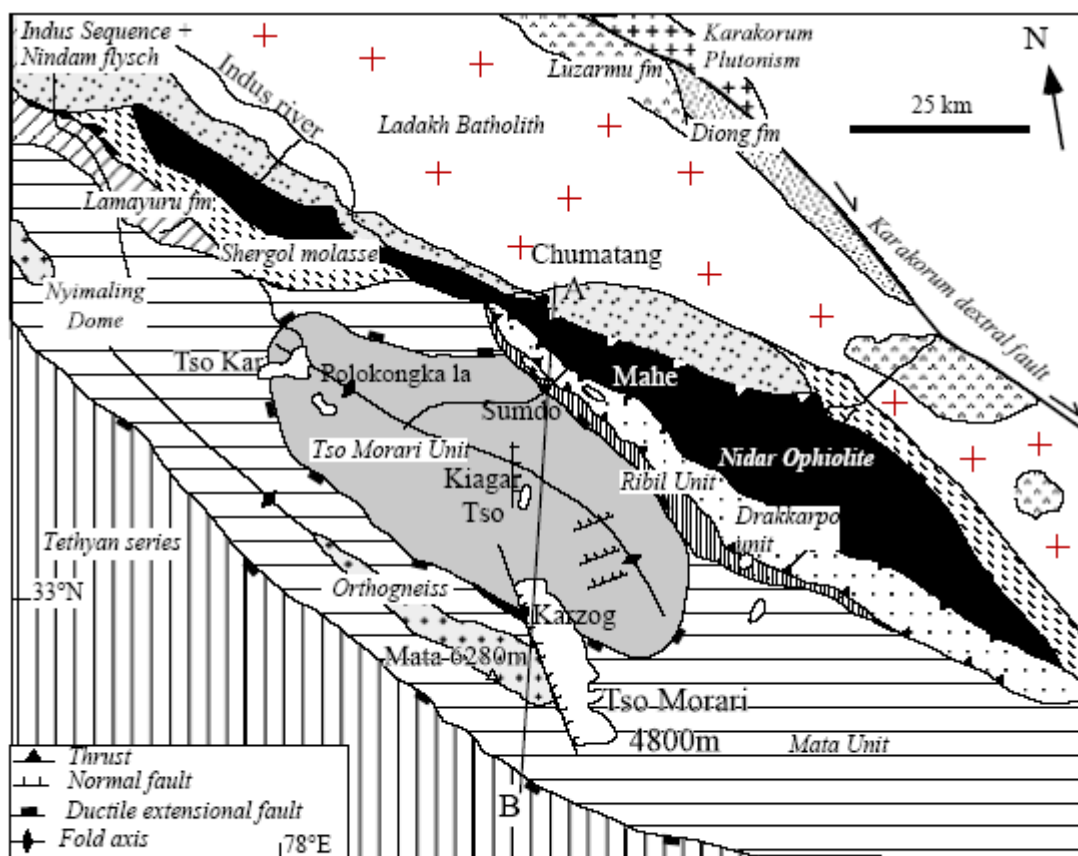 Indus Sequence +
Nindam flysch
Indus river
Ladakh Batholith
Luzarmu fm
Karakorum
Plutonism
N
25 km
Diong fm
Karakorum dextral fault
Lamayuru fm
Shergol molasse
Chumatang
A
Nyimaling
Dome
Tso Kar
Polokongka la
Mahe
Sumdo
Tso Morari Unit
Kiagar
Tso
Nidar Ophiolite
Ribil Unit
Drakkarpo
unit
Tethyan series
33°N
Orthogneiss
Karzog
Mata 6280m
Tso Morari
4800m
Mata Unit
B
Thrust
Normal fault
Ductile extensional fault
Fold axis
78°E